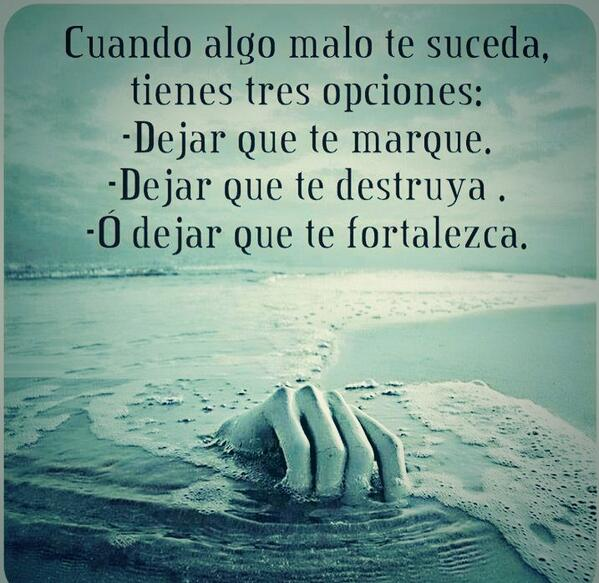 Cuando algo malo te suceda,
tienes tres opciones:
-Dejar que te marque.
-Dejar que te destruya .
-Ó dejar que te fortalezca.